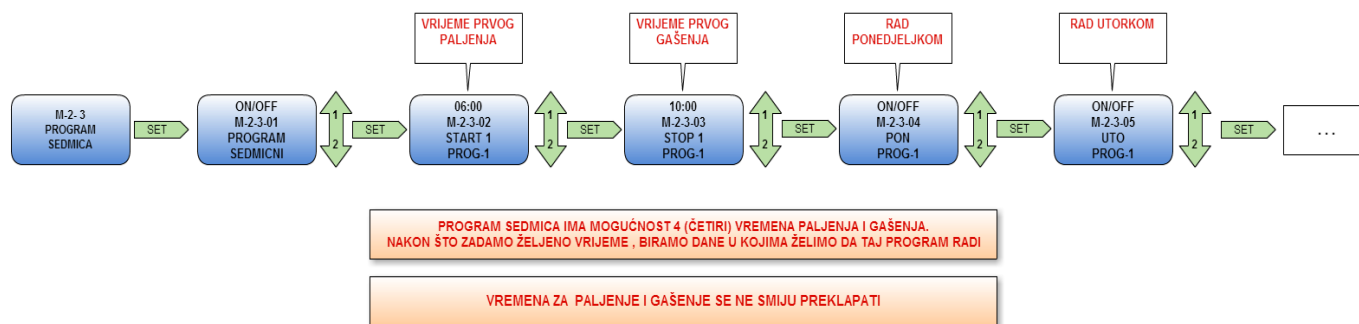 VRIJEME PRVOG
PALJENJA
VRIJEME PRVOG
GAŠENJA
RAD
PONEDJELJKOM
RAD UTORKOM
M-2- 3
PROGRAM
SEDMICA
SET
ON/OFF
M-2-3-01
PROGRAM
SEDMICNI
1
2
SET
06:00
M-2-3-02
START 1
PROG-1
1
2
SET
10:00
M-2-3-03
STOP 1
PROG-1
1
2
SET
ON/OFF
M-2-3-04
PON
PROG-1
1
2
SET
ON/OFF
M-2-3-05
UTO
PROG-1
1
2
SET
...
PROGRAM SEDMICA IMA MOGUĆNOST 4 (ČETIRI) VREMENA PALJENJA I GAŠENJA.
NAKON ŠTO ZADAMO ŽELJENO VRIJEME , BIRAMO DANE U KOJIMA ŽELIMO DA TAJ PROGRAM RADI
VREMENA ZA PALJENJE I GAŠENJE SE NE SMIJU PREKLAPATI